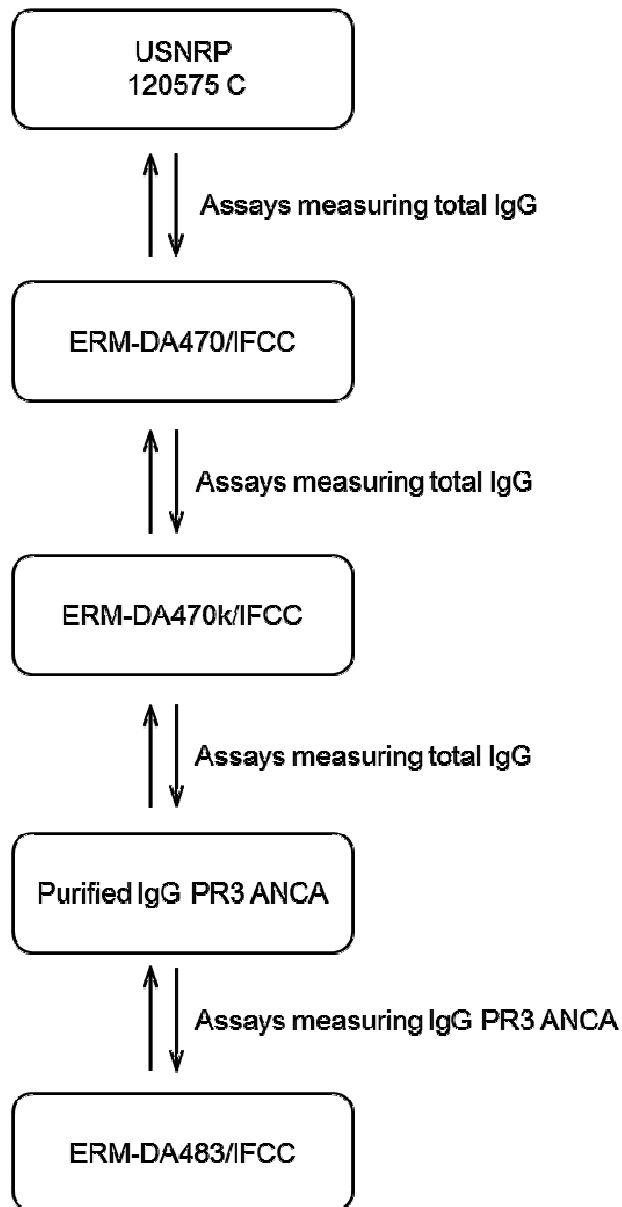 USNRP
120575 C
Assays measuring total IgG
ERM-DA470/IFCC
Assays measuring total IgG
ERM-DA470k/IFCC
Assays measuring total IgG
Purified IgG PR3 ANCA
Assays measuring IgG PR3 ANCA
ERM-DA483/IFCC